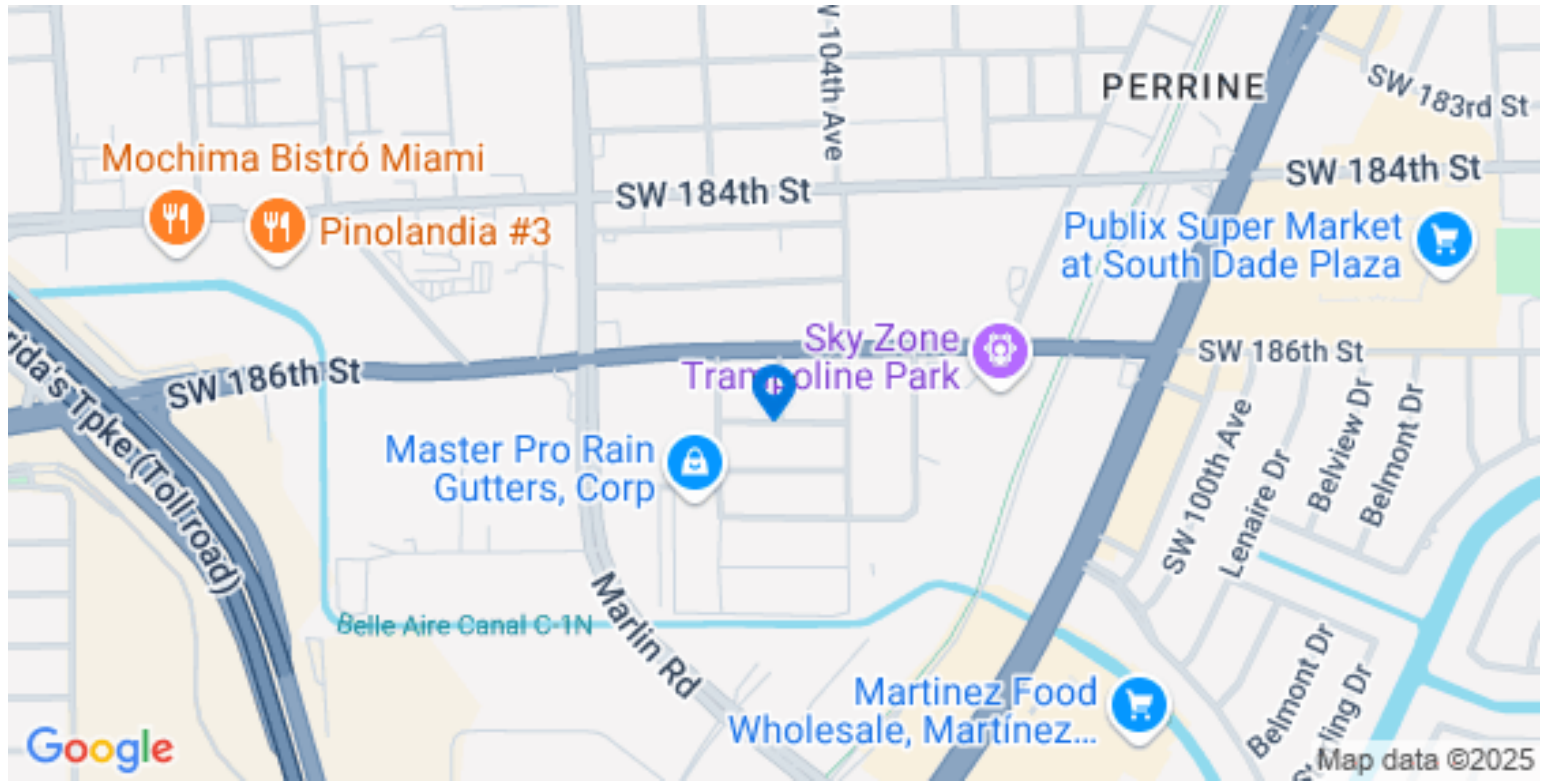 W 104th Ave
PERRINE
SW 183rd St
Mochima Bistró Miami
SW 184th St
SW 184th St
Pinolandia #3
Publix Super Market
at South Dade Plaza
Sky Zone
Trampoline Park
SW 186th St
SW 186th St
rida's Tpke (Toll road)
Master Pro Rain
Gutters, Corp
SW 100th Ave
Lenaire Dr
Belview Dr
Belmont Dr
Belle Aire Canal C-1N
Marlin Rd
Martinez Food
Wholesale, Martínez...
Belmont Dr
ling Dr
Google
Map data ©2025